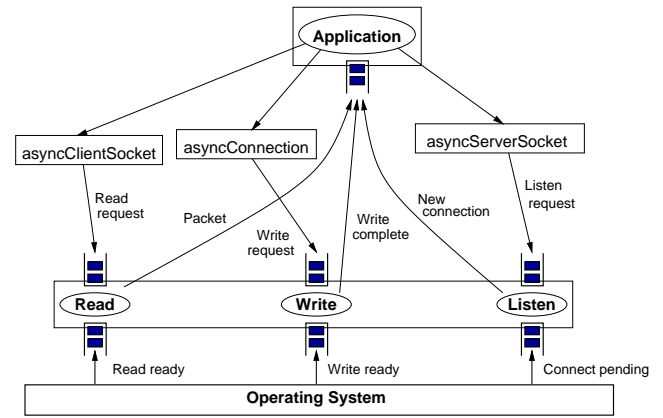 Application
asyncClientSocket
asyncConnection
asyncServerSocket
Read
request
Packet
Write
request
Write
complete
New
connection
Listen
request
Read
Write
Listen
Read ready
Write ready
Connect pending
Operating System